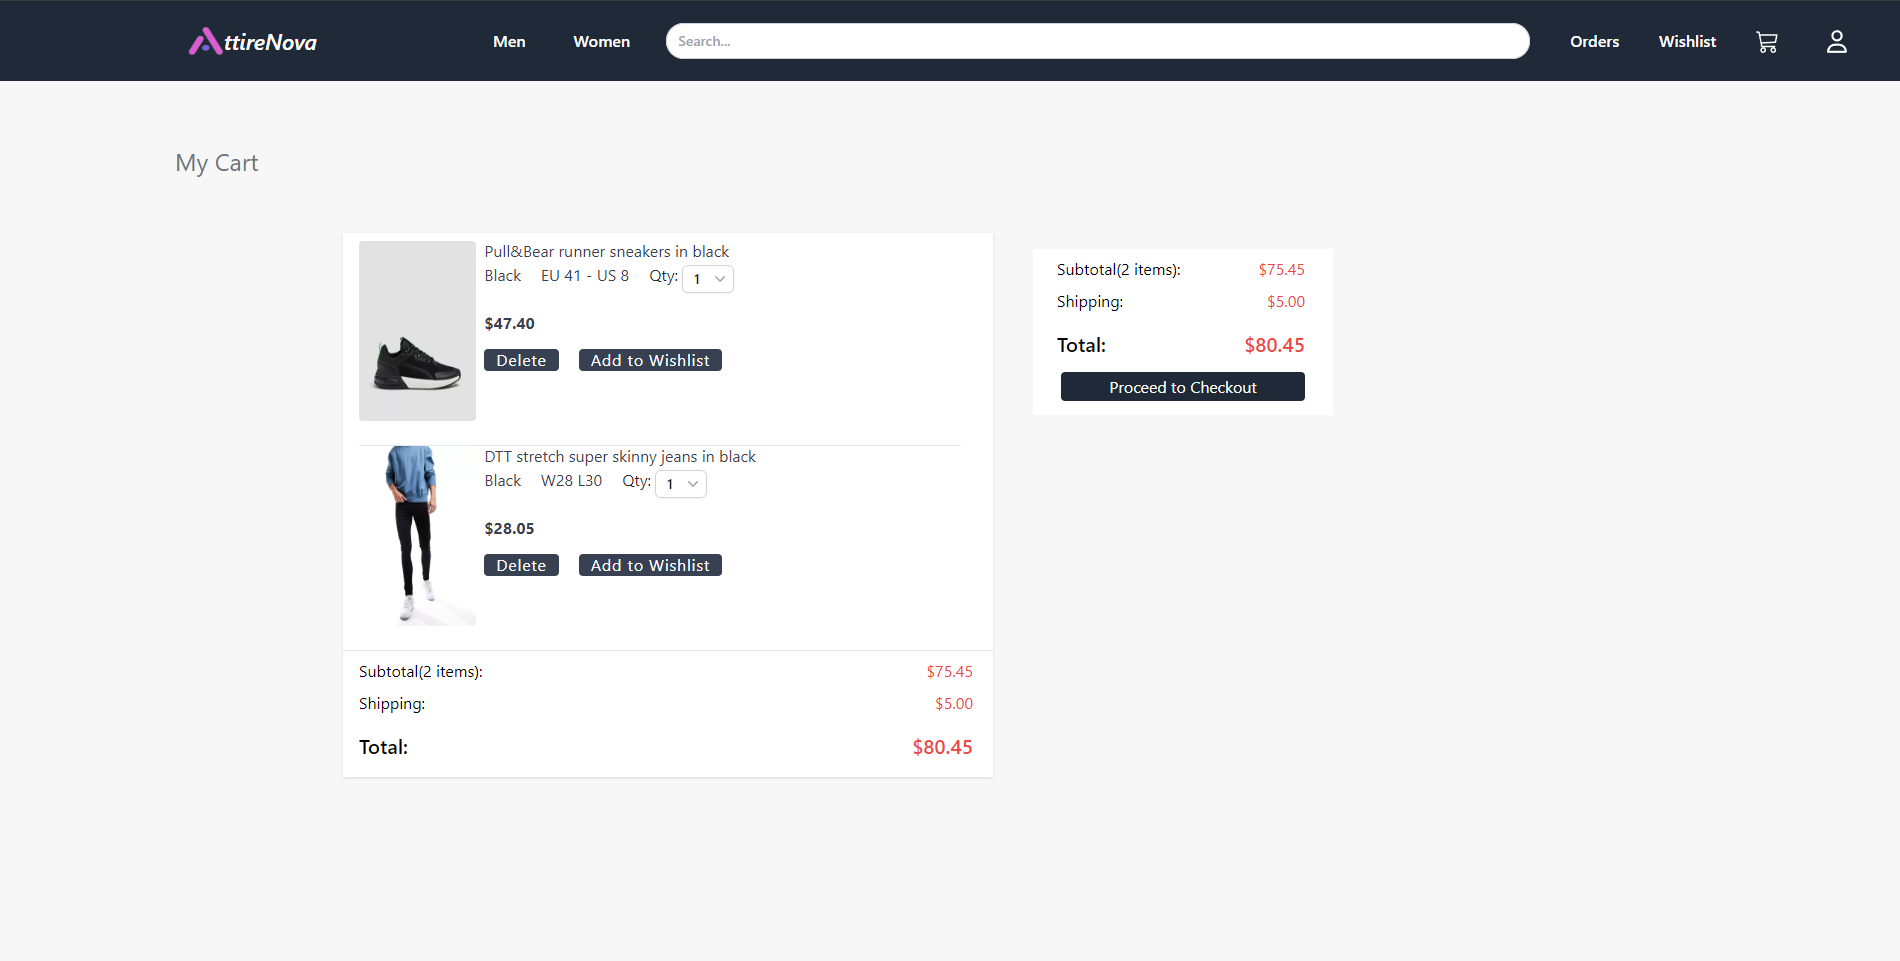 AttireNova
Men
Women
Search...
Orders
Wishlist
My Cart
Pull&Bear runner sneakers in black
Black EU 41 - US 8 Qty: 1
$47.40
Delete Add to Wishlist
DTT stretch super skinny jeans in black
Black W28 L30 Qty: 1
$28.05
Delete Add to Wishlist
Subtotal(2 items): $75.45
Shipping: $5.00
Total: $80.45
Subtotal(2 items): $75.45
Shipping: $5.00
Total: $80.45
Proceed to Checkout